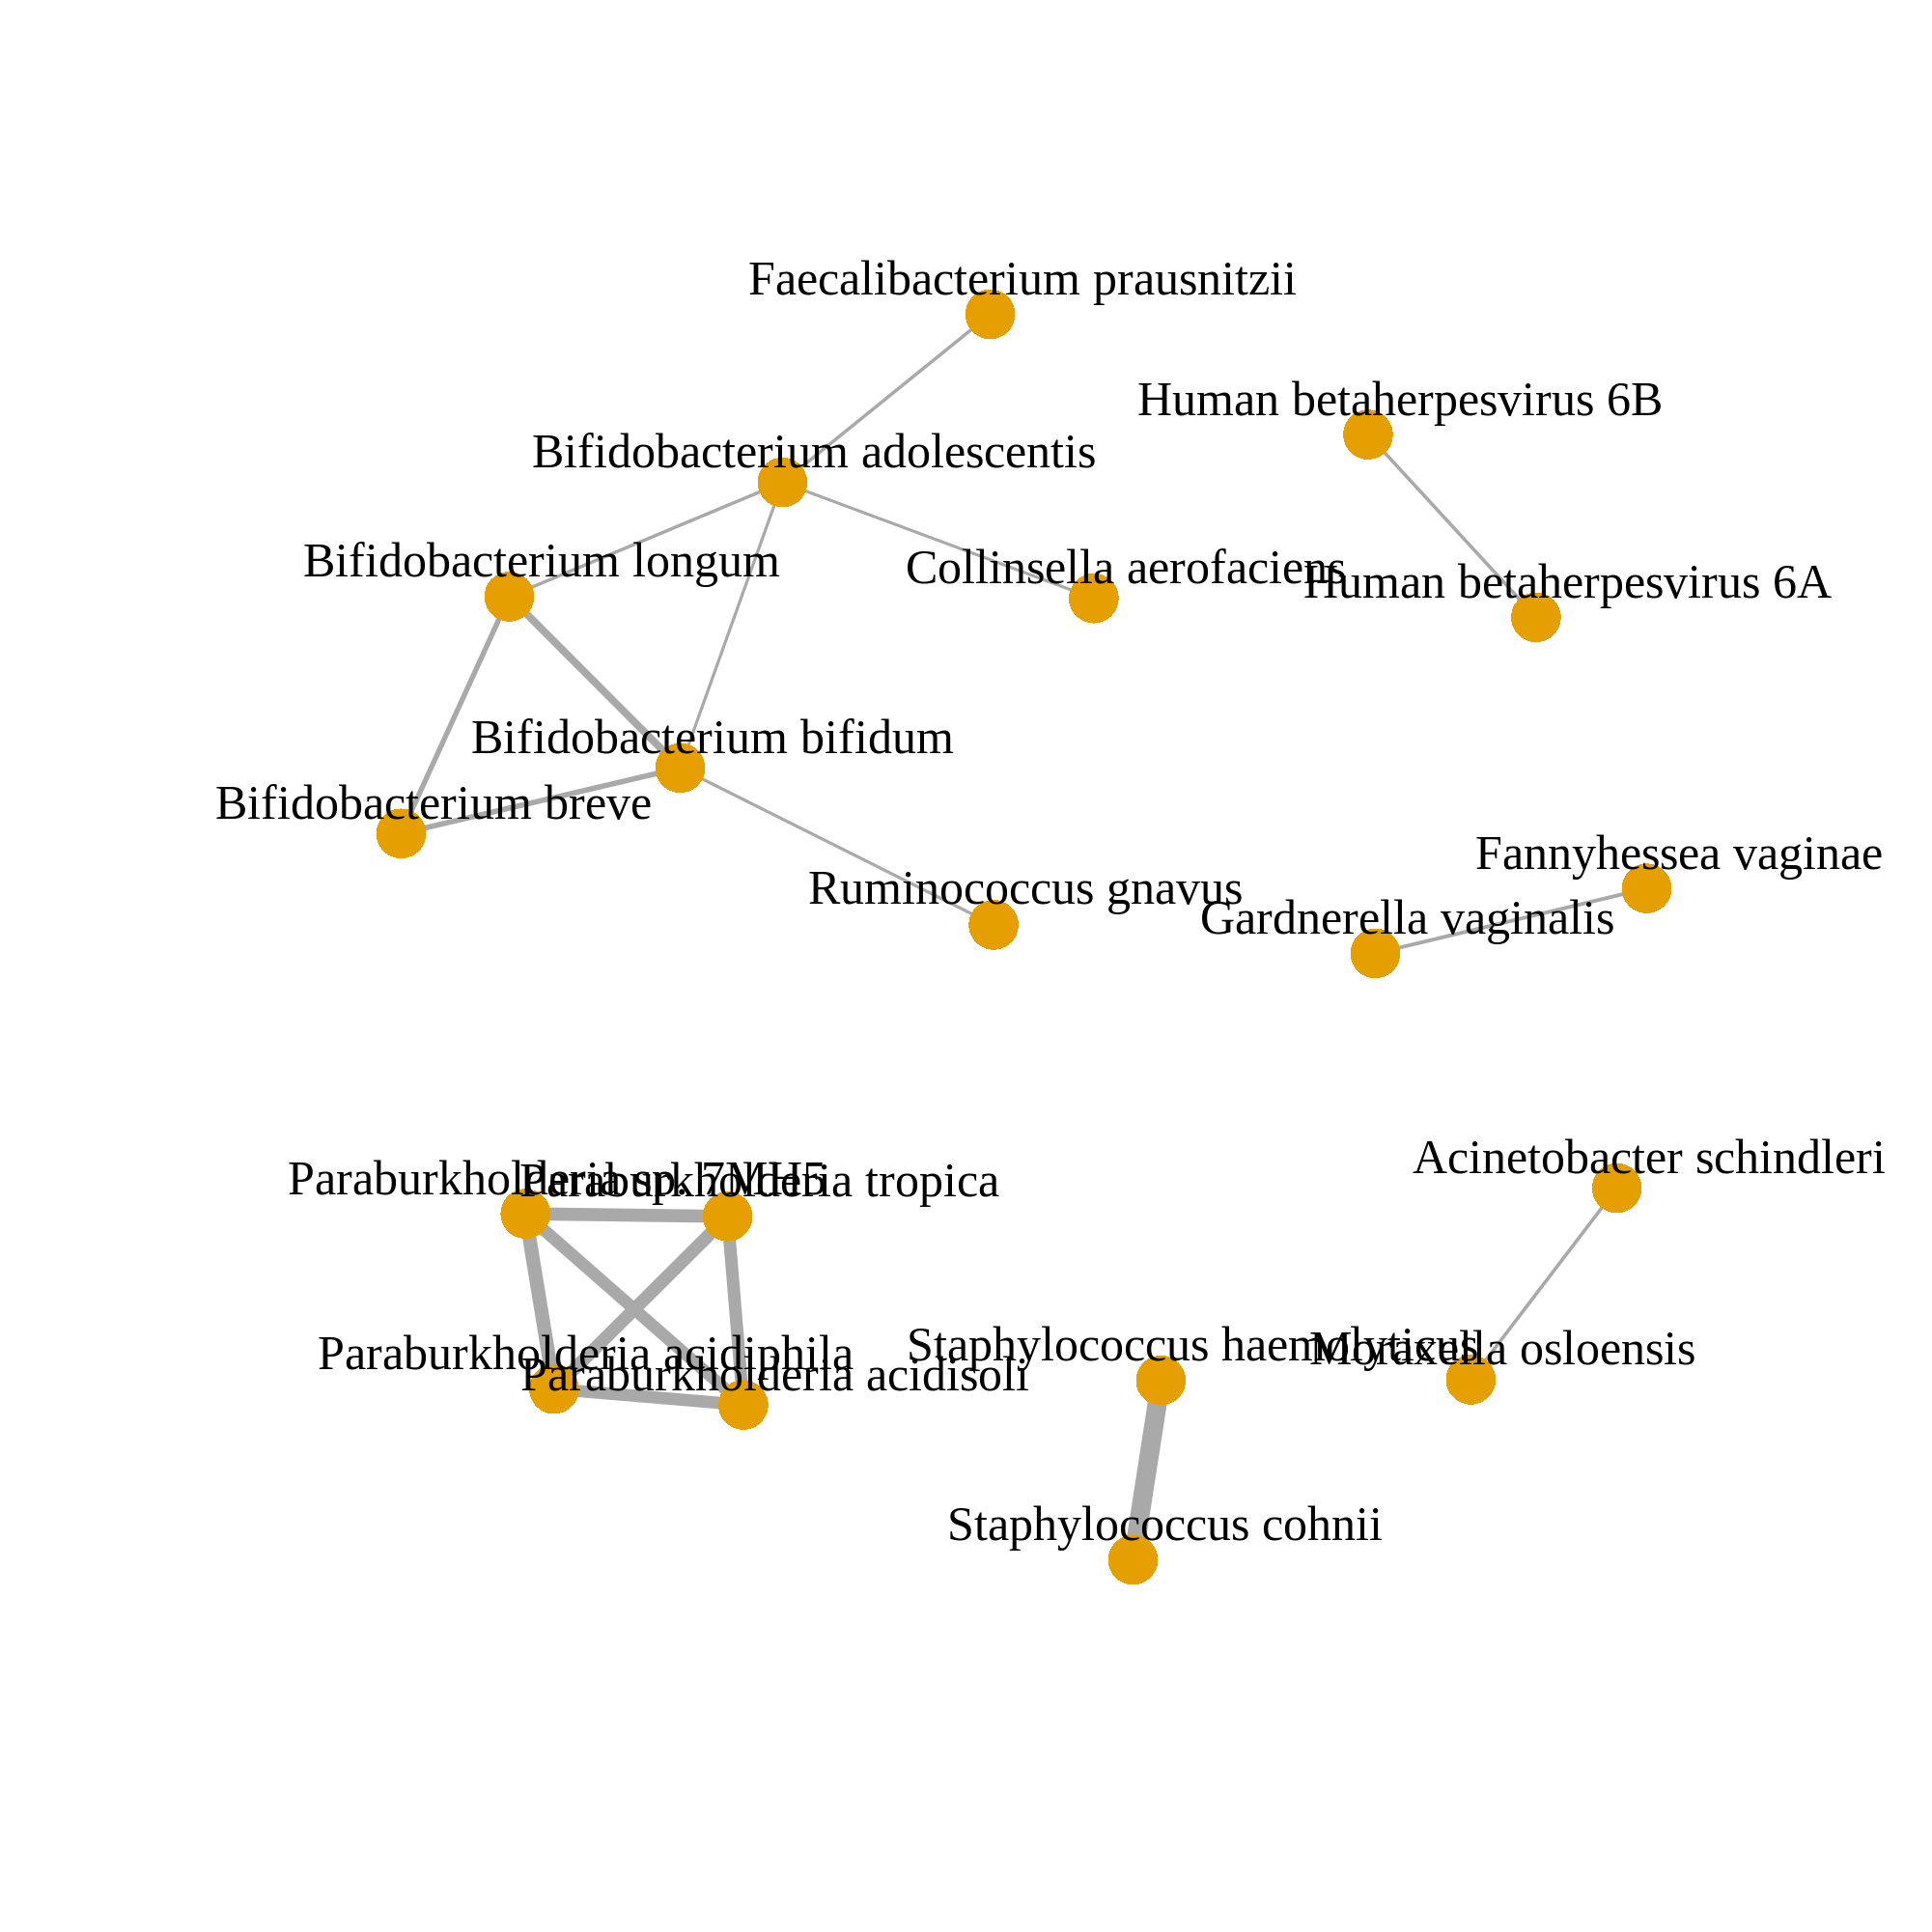 Faecalibacterium prausnitzii
Human betaherpesvirus 6B
Bifidobacterium adolescentis
Bifidobacterium longum
Collinsella aerofaciens
Human betaherpesvirus 6A
Bifidobacterium bifidum
Bifidobacterium breve
Fannyhessea vaginae
Ruminococcus gnavus
Gardnerella vaginalis
Acinetobacter schindleri
Paraburkholderia sp. 7MH5
Paraburkholderia tropica
Staphylococcus haemolyticus
Moraxella osloensis
Paraburkholderia acidiphila
Paraburkholderia acidisoli
Staphylococcus cohnii